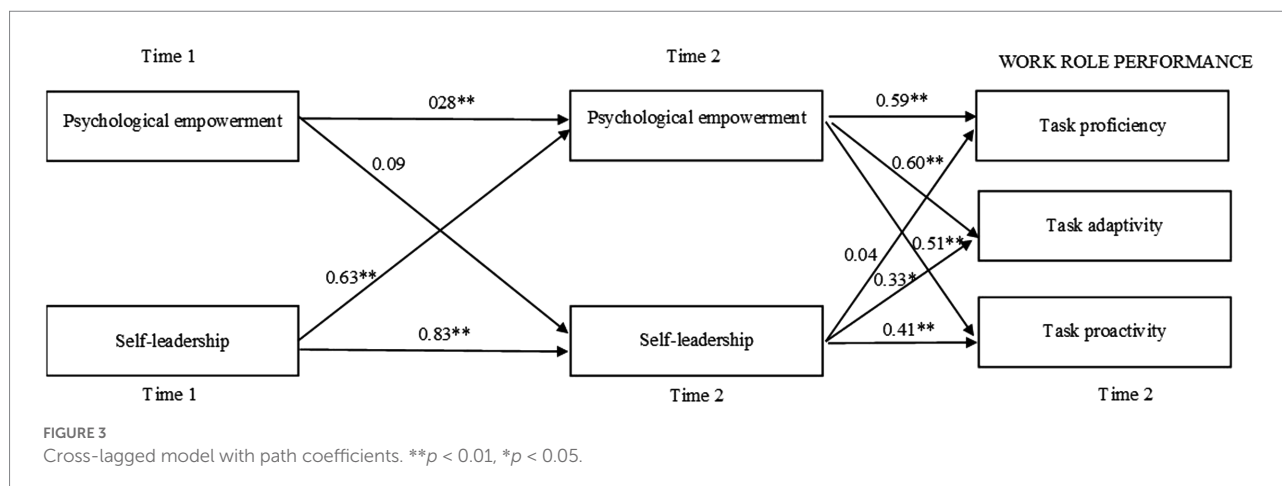 Time 1
Time 2
WORK ROLE PERFORMANCE
Psychological empowerment
028**
Psychological empowerment
0.59**
Task proficiency
0.09
0.60**
Task adaptivity
0.63**
0.04
0.51**
0.33*
Self-leadership
0.83**
Self-leadership
0.41**
Task proactivity
Time 1
Time 2
Time 2
FIGURE 3
Cross-lagged model with path coefficients. **p < 0.01, *p < 0.05.